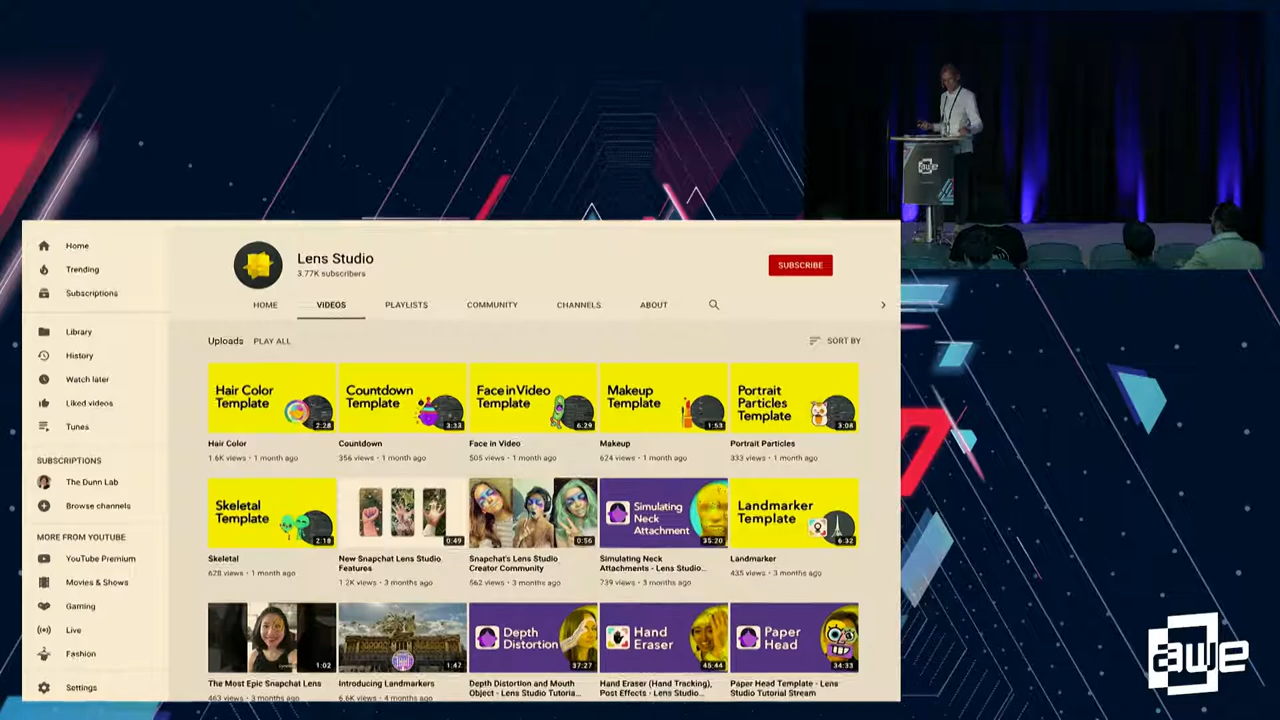 Home
Trending
Subscriptions
Library
History
Watch later
Liked videos
Tunes
SUBSCRIPTIONS
The Dunn Lab
Browse channels
MORE FROM YOUTUBE
YouTube Premium
Movies & Shows
Gaming
Live
Fashion
Settings
Lens Studio
3.77K subscribers
SUBSCRIBE
HOME VIDEOS PLAYLISTS COMMUNITY CHANNELS ABOUT
Uploads PLAY ALL
SORT BY
Hair Color
Template
2:28
Hair Color
1.6K views • 1 month ago
Countdown
Template
3:33
Countdown
356 views • 1 month ago
Face in Video
Template
6:29
Face in Video
505 views • 1 month ago
Makeup
Template
1:53
Makeup
624 views • 1 month ago
Portrait
Particles
Template
3:08
Portrait Particles
333 views • 1 month ago
Skeletal
Template
2:18
Skeletal
628 views • 1 month ago
0:49
New Snapchat Lens Studio
Features
1.2K views • 3 months ago
0:56
Snapchat's Lens Studio
Creator Community
562 views • 3 months ago
Simulating
Neck
Attachment
35:20
Simulating Neck
Attachments - Lens Studio...
739 views • 3 months ago
Landmarker
Template
6:32
Landmarker
435 views • 3 months ago
1:02
The Most Epic Snapchat Lens
463 views • 3 months ago
1:47
Introducing Landmarkers
6.6K views • 4 months ago
Depth
Distortion
37:27
Depth Distortion and Mouth
Object - Lens Studio Tutoria...
Hand
Eraser
45:44
Hand Eraser (Hand Tracking),
Post Effects - Lens Studio...
Paper
Head
34:33
Paper Head Template - Lens
Studio Tutorial Stream
awe
awe